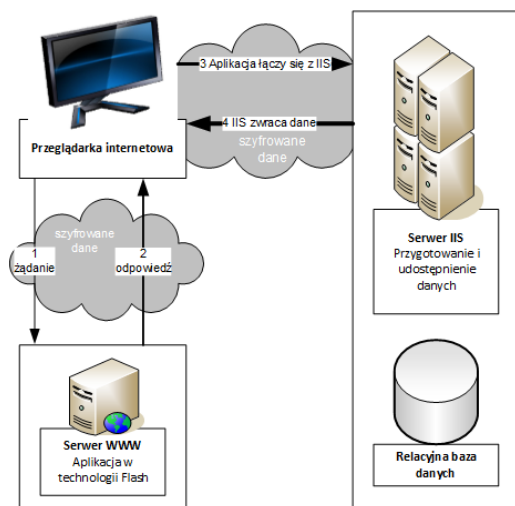 3 Aplikacja łączy się z IIS
4 IIS zwraca dane
szyfrowane
dane
Przeglądarka internetowa
szyfrowane
dane
1
żądanie
2
odpowiedź
Serwer IIS
Przygotowanie i
udostępnienie
danych
Serwer WWW
Aplikacja w
technologii Flash
Relacyjna baza
danych